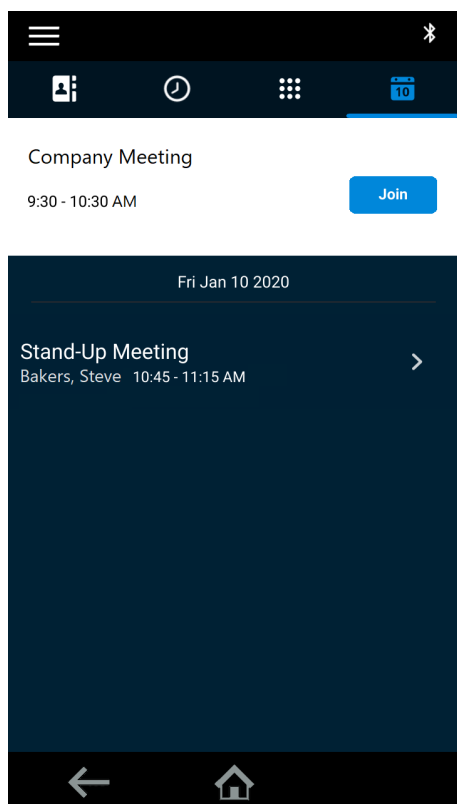 10
Company Meeting
9:30 - 10:30 AM
Join
Fri Jan 10 2020
Stand-Up Meeting
Bakers, Steve 10:45 - 11:15 AM